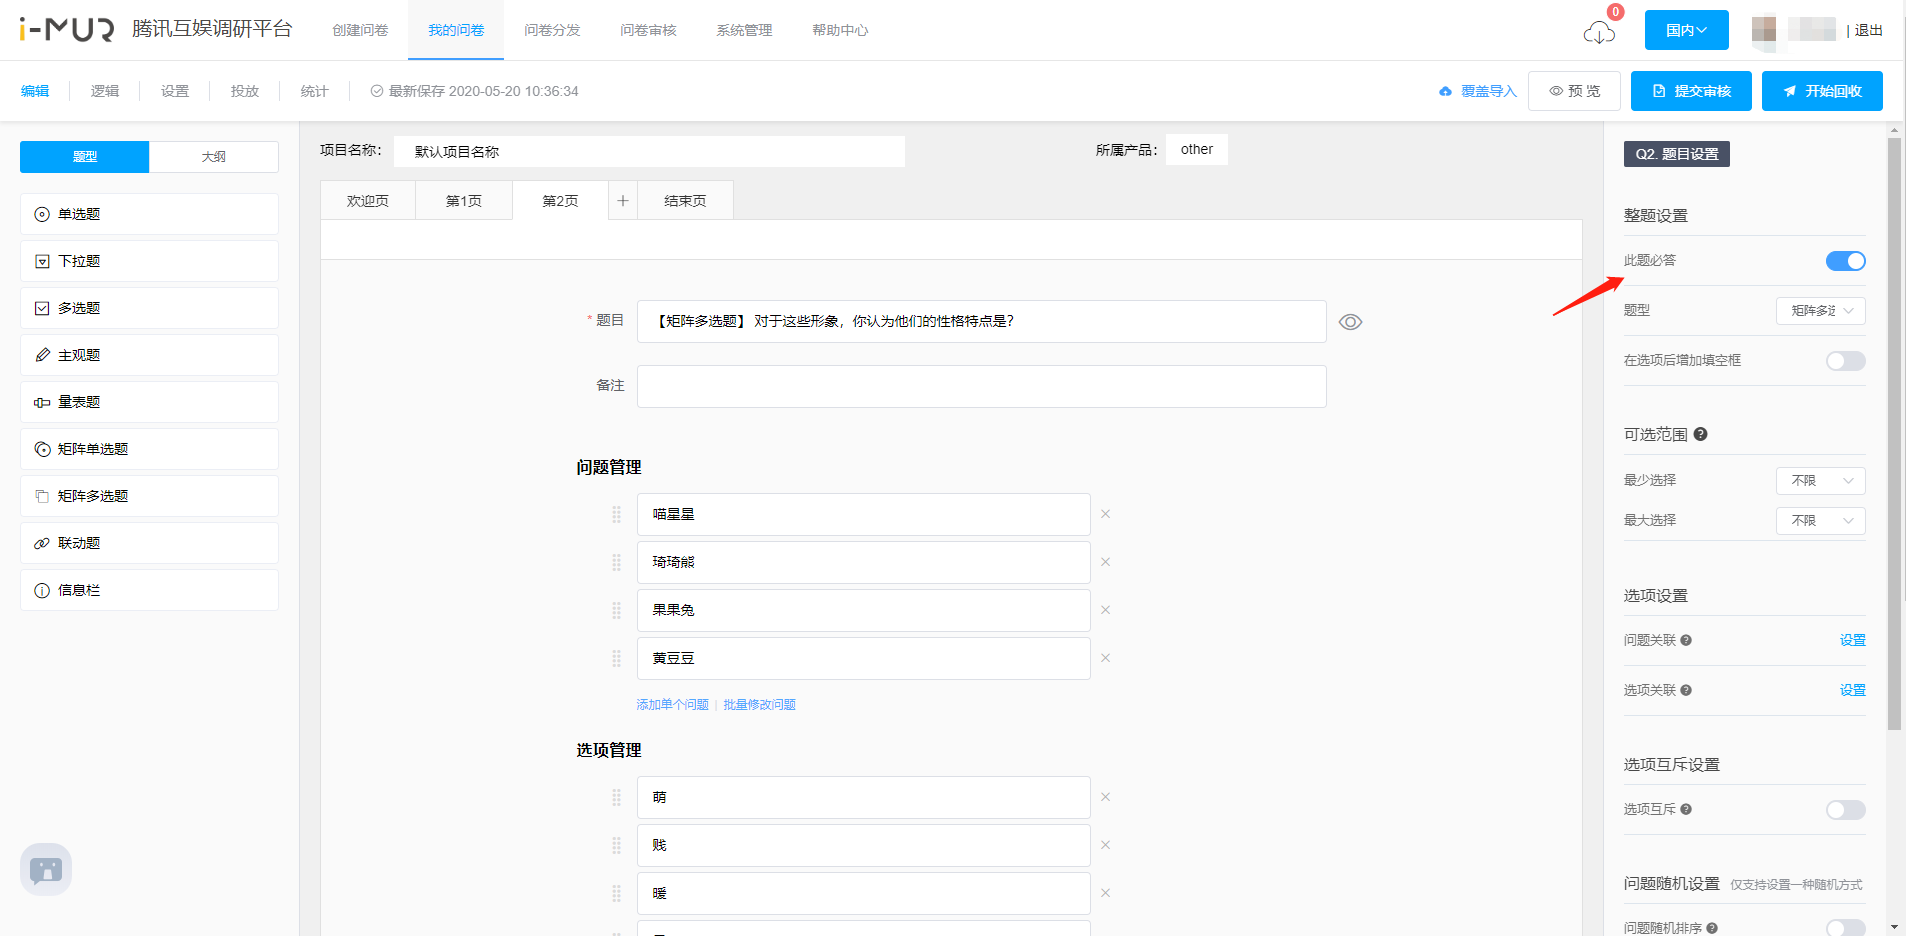 i-MUR 腾讯互娱调研平台 创建问卷 我的问卷 问卷分发 问卷审核 系统管理 帮助中心 0 国内 | 退出
编辑 逻辑 设置 投放 统计 最新保存 2020-05-20 10:36:34 覆盖导入 预 览 提交审核 开始回收
题型 大纲
单选题
下拉题
多选题
主观题
量表题
矩阵单选题
矩阵多选题
联动题
信息栏
项目名称： 默认项目名称 所属产品： other
欢迎页 第1页 第2页 + 结束页
* 题目 【矩阵多选题】 对于这些形象，你认为他们的性格特点是?
备注
问题管理
喵星星
琦琦熊
果果兔
黄豆豆
添加单个问题 | 批量修改问题
选项管理
萌
贱
暖
Q2. 题目设置
整题设置
此题必答
题型 矩阵多选
在选项后增加填空框
可选范围 ?
最少选择 不限
最大选择 不限
选项设置
问题关联 ? 设置
选项关联 ? 设置
选项互斥设置
选项互斥 ?
问题随机设置 仅支持设置一种随机方式
问题随机排序 ?